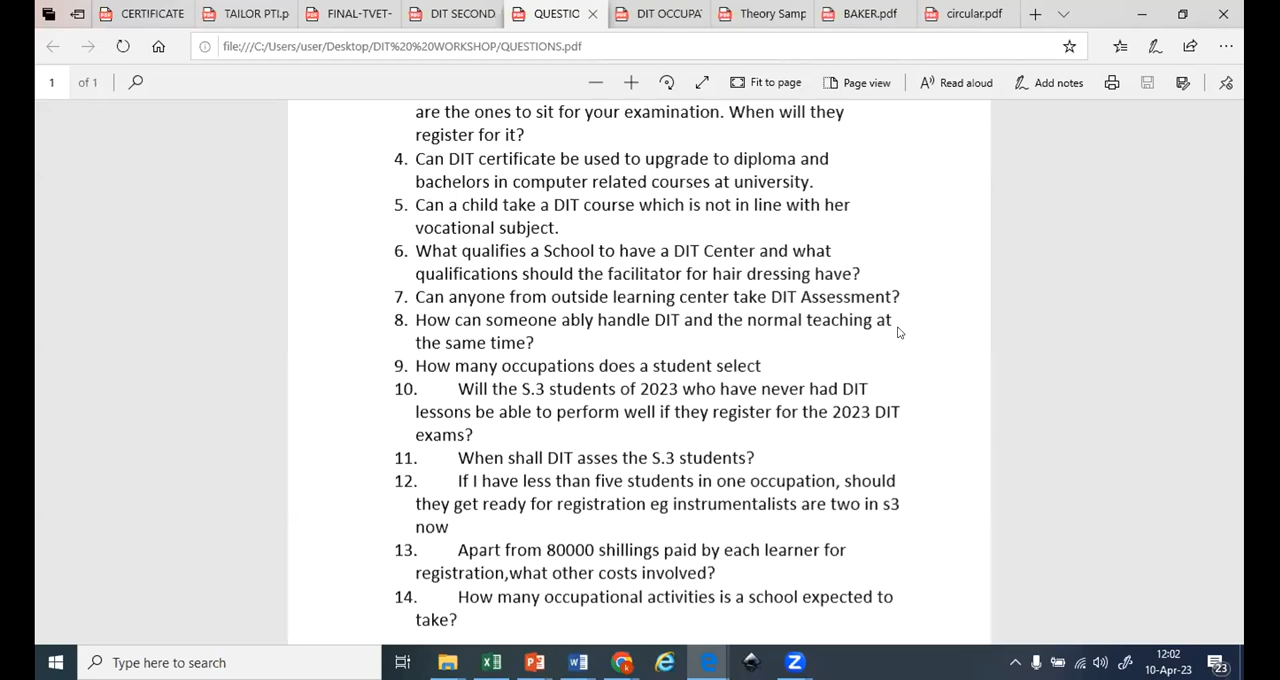 CERTIFICATE
TAILOR PTI.p
FINAL-TVET-
DIT SECOND
QUESTIC
DIT OCCUPA
Theory Samp
BAKER.pdf
circular.pdf
file:///C:/Users/user/Desktop/DIT%20%20WORKSHOP/QUESTIONS.pdf
1 of 1
Fit to page
Page view
Read aloud
Add notes
are the ones to sit for your examination. When will they
register for it?
4. Can DIT certificate be used to upgrade to diploma and
bachelors in computer related courses at university.
5. Can a child take a DIT course which is not in line with her
vocational subject.
6. What qualifies a School to have a DIT Center and what
qualifications should the facilitator for hair dressing have?
7. Can anyone from outside learning center take DIT Assessment?
8. How can someone ably handle DIT and the normal teaching at
the same time?
9. How many occupations does a student select
10. Will the S.3 students of 2023 who have never had DIT
lessons be able to perform well if they register for the 2023 DIT
exams?
11. When shall DIT asses the S.3 students?
12. If I have less than five students in one occupation, should
they get ready for registration eg instrumentalists are two in s3
now
13. Apart from 80000 shillings paid by each learner for
registration,what other costs involved?
14. How many occupational activities is a school expected to
take?
Type here to search
12:02
10-Apr-23
23